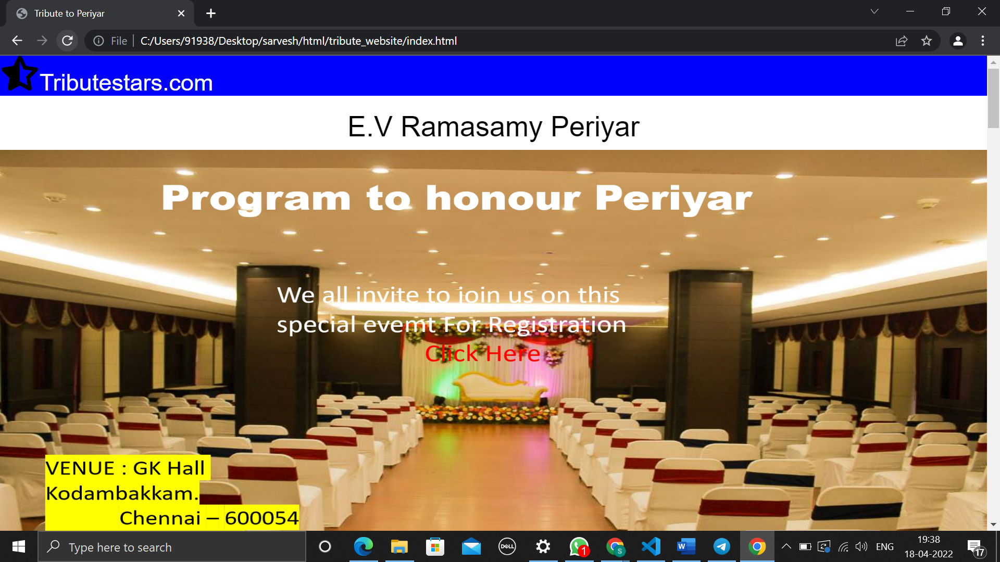 Tribute to Periyar
File
C:/Users/91938/Desktop/sarvesh/html/tribute_website/index.html
Tributestars.com
E.V Ramasamy Periyar
Program to honour Periyar
We all invite to join us on this
special evemt For Registration
Click Here
VENUE : GK Hall
Kodambakkam.
Chennai – 600054
Type here to search
DELL
1
S
W
ENG
19:38
18-04-2022
17